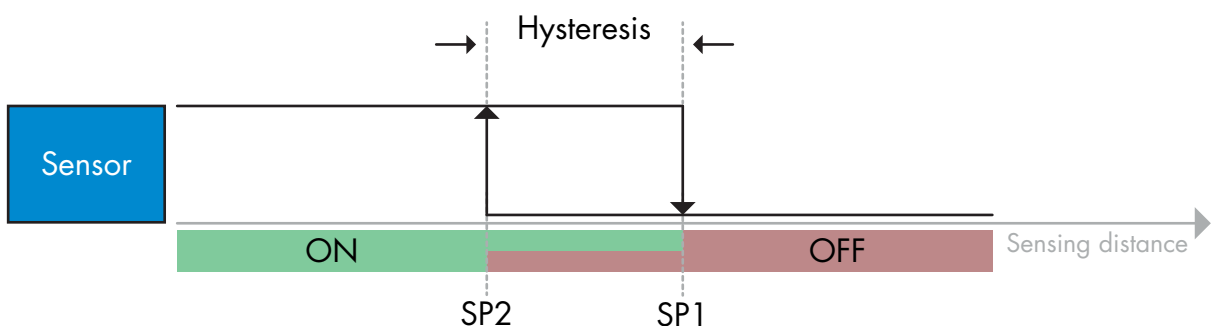 Hysteresis
Sensor
ON
OFF
Sensing distance
SP2
SP1